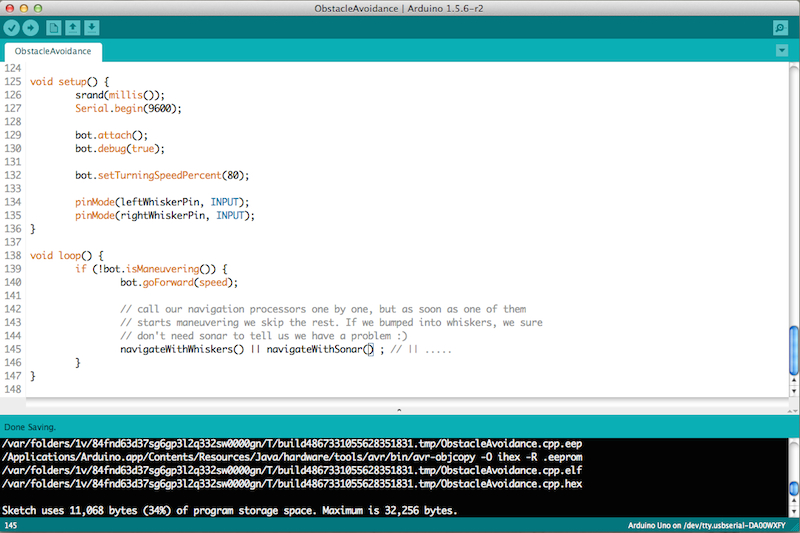 ObstacleAvoidance | Arduino 1.5.6-r2
ObstacleAvoidance
124
125 void setup() {
126 srand(millis());
127 Serial.begin(9600);
128
129 bot.attach();
130 bot.debug(true);
131
132 bot.setTurningSpeedPercent(80);
133
134 pinMode(leftWhiskerPin, INPUT);
135 pinMode(rightWhiskerPin, INPUT);
136 }
137
138 void loop() {
139 if (!bot.isManeuvering()) {
140 bot.goForward(speed);
141
142 // call our navigation processors one by one, but as soon as one of them
143 // starts maneuvering we skip the rest. If we bumped into whiskers, we sure
144 // don't need sonar to tell us we have a problem :)
145 navigateWithWhiskers() || navigateWithSonar() ; // || .....
146 }
147 }
148
Done Saving.
/var/folders/1v/84fnd63d37sg6gp3l2q332sw0000gn/T/build4867331055628351831.tmp/ObstacleAvoidance.cpp.eep
/Applications/Arduino.app/Contents/Resources/Java/hardware/tools/avr/bin/avr-objcopy -O ihex -R .eeprom
/var/folders/1v/84fnd63d37sg6gp3l2q332sw0000gn/T/build4867331055628351831.tmp/ObstacleAvoidance.cpp.elf
/var/folders/1v/84fnd63d37sg6gp3l2q332sw0000gn/T/build4867331055628351831.tmp/ObstacleAvoidance.cpp.hex
Sketch uses 11,068 bytes (34%) of program storage space. Maximum is 32,256 bytes.
145 Arduino Uno on /dev/tty.usbserial-DA00WXFY